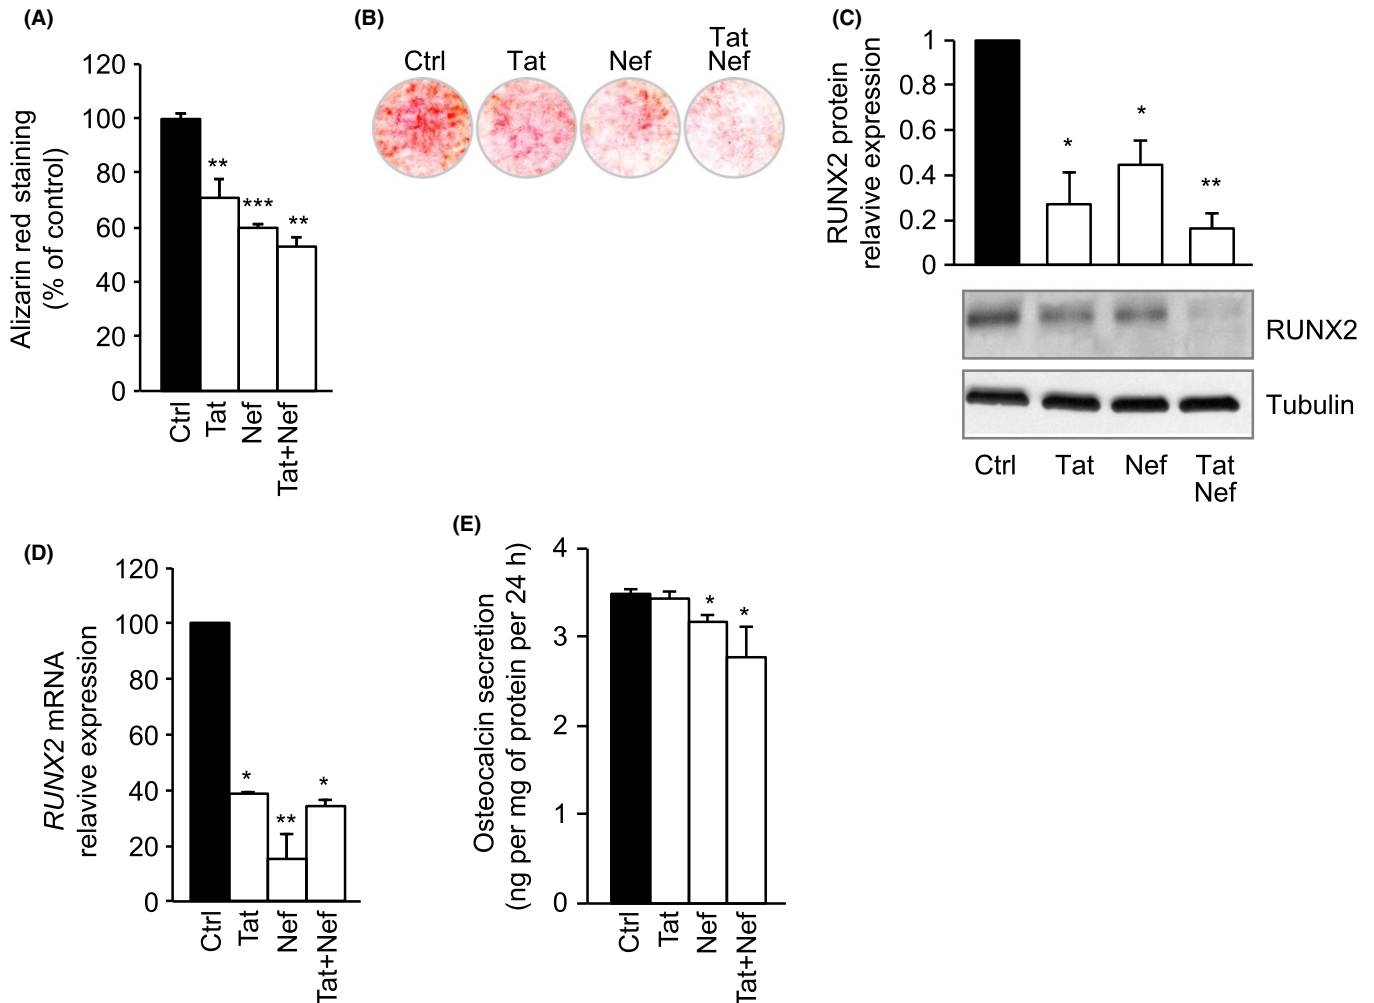 (A)
120
100
80
60
40
20
0
Alizarin red staining
(% of control)
**
***
**
Ctrl
Tat
Nef
Tat+Nef
(B)
Ctrl
Tat
Nef
Tat
Nef
(C)
1
0.8
0.6
0.4
0.2
0
RUNX2 protein
relavive expression
*
*
**
RUNX2
Tubulin
Ctrl
Tat
Nef
Tat
Nef
(D)
120
100
80
60
40
20
0
RUNX2 mRNA
relavive expression
*
**
*
Ctrl
Tat
Nef
Tat+Nef
(E)
4
3
2
1
0
Osteocalcin secretion
(ng per mg of protein per 24 h)
*
*
Ctrl
Tat
Nef
Tat+Nef